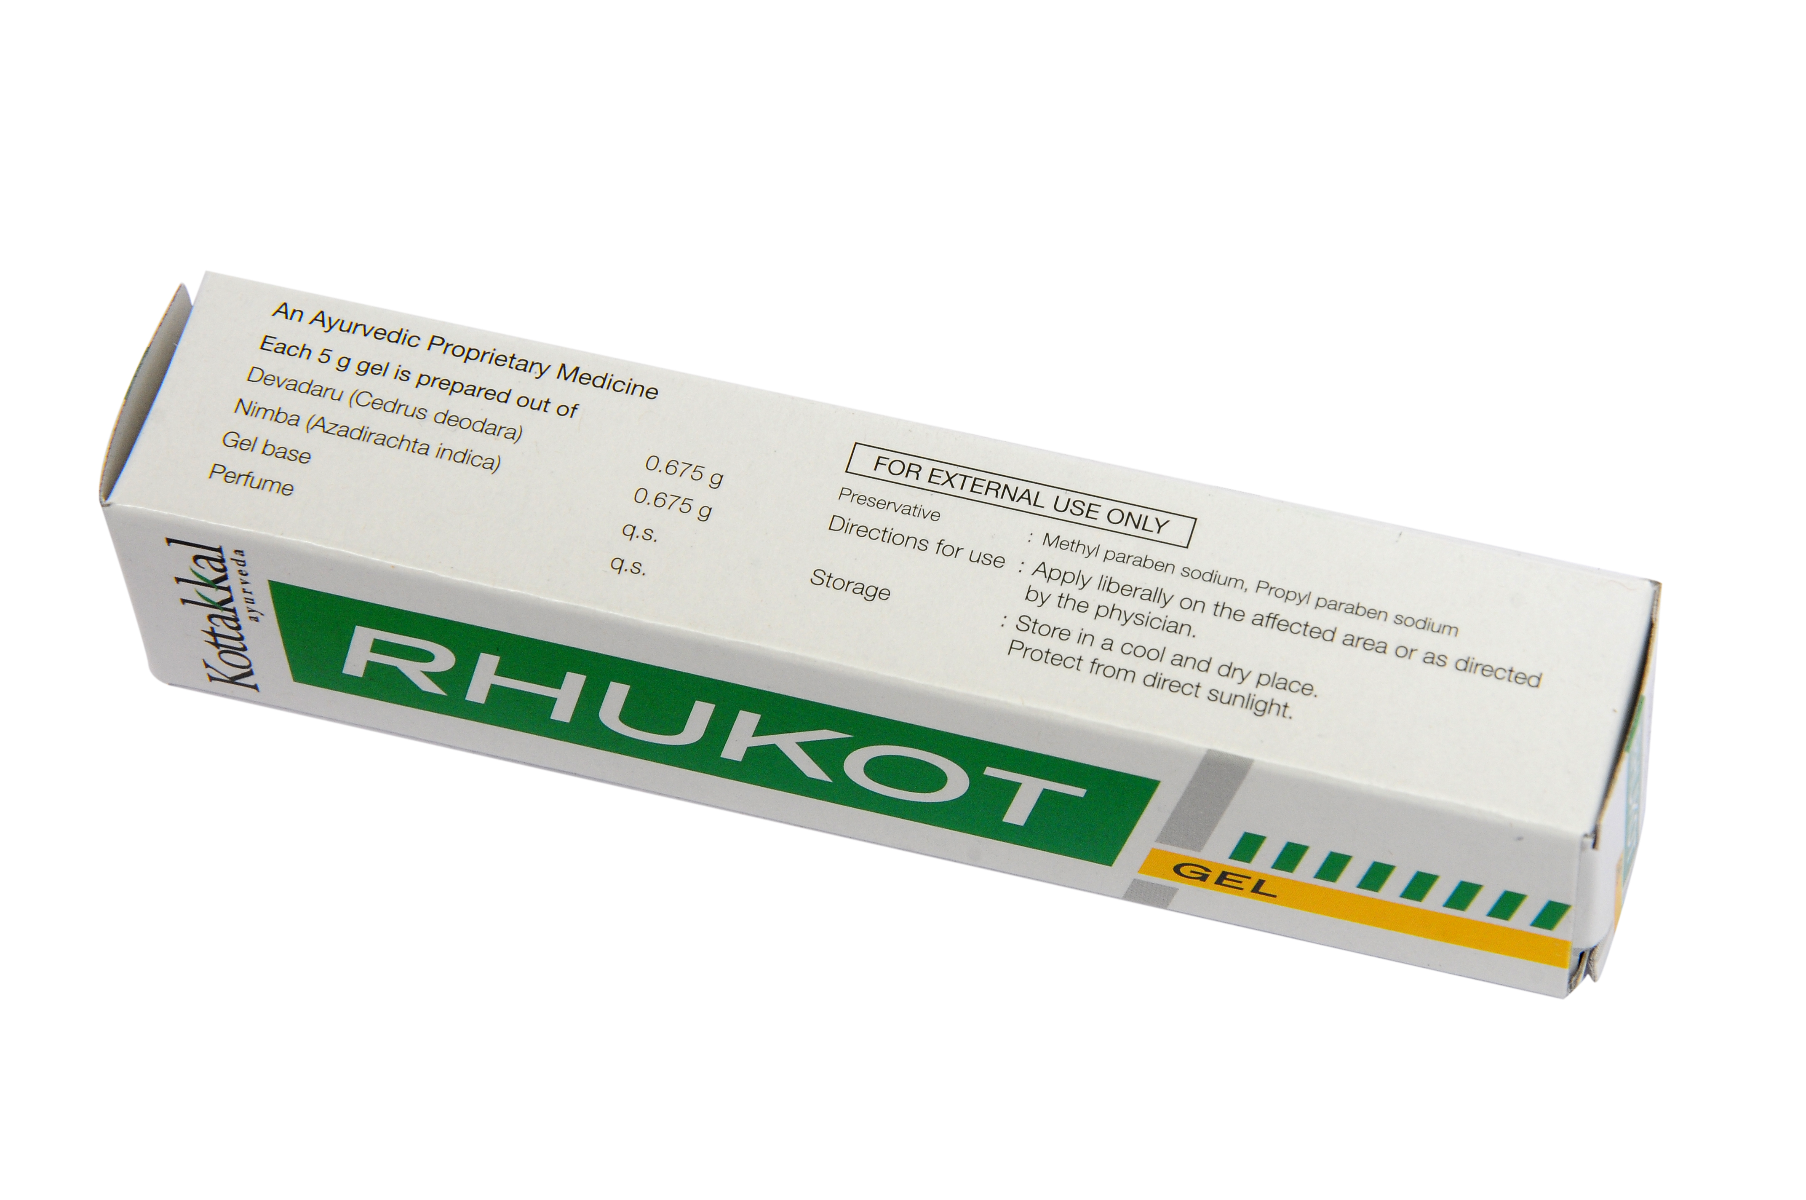 An Ayurvedic Proprietary Medicine
Each 5 g gel is prepared out of
Devadaru (Cedrus deodara) 0.675 g
Nimba (Azadirachta indica) 0.675 g
Gel base q.s.
Perfume q.s.
FOR EXTERNAL USE ONLY
Preservative : Methyl paraben sodium, Propyl paraben sodium
Directions for use : Apply liberally on the affected area or as directed
by the physician.
Storage : Store in a cool and dry place.
Protect from direct sunlight.
Kottakkal
ayurveda
RHUKOT
GEL